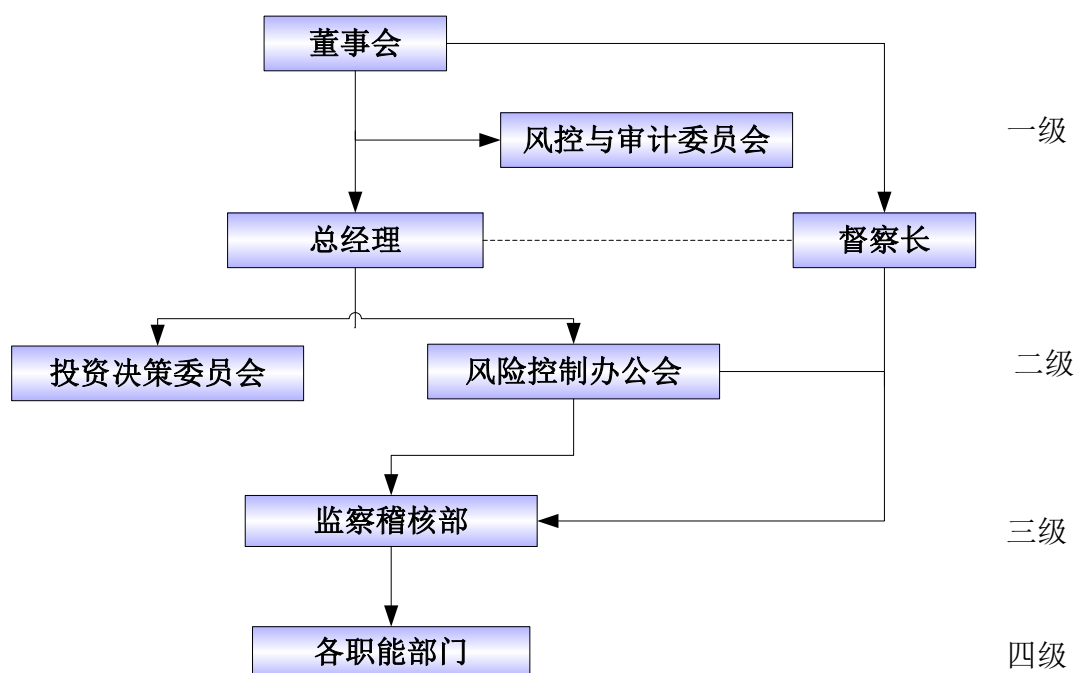 董事会
风控与审计委员会
一级
总经理
督察长
投资决策委员会
风险控制办公会
二级
监察稽核部
三级
各职能部门
四级